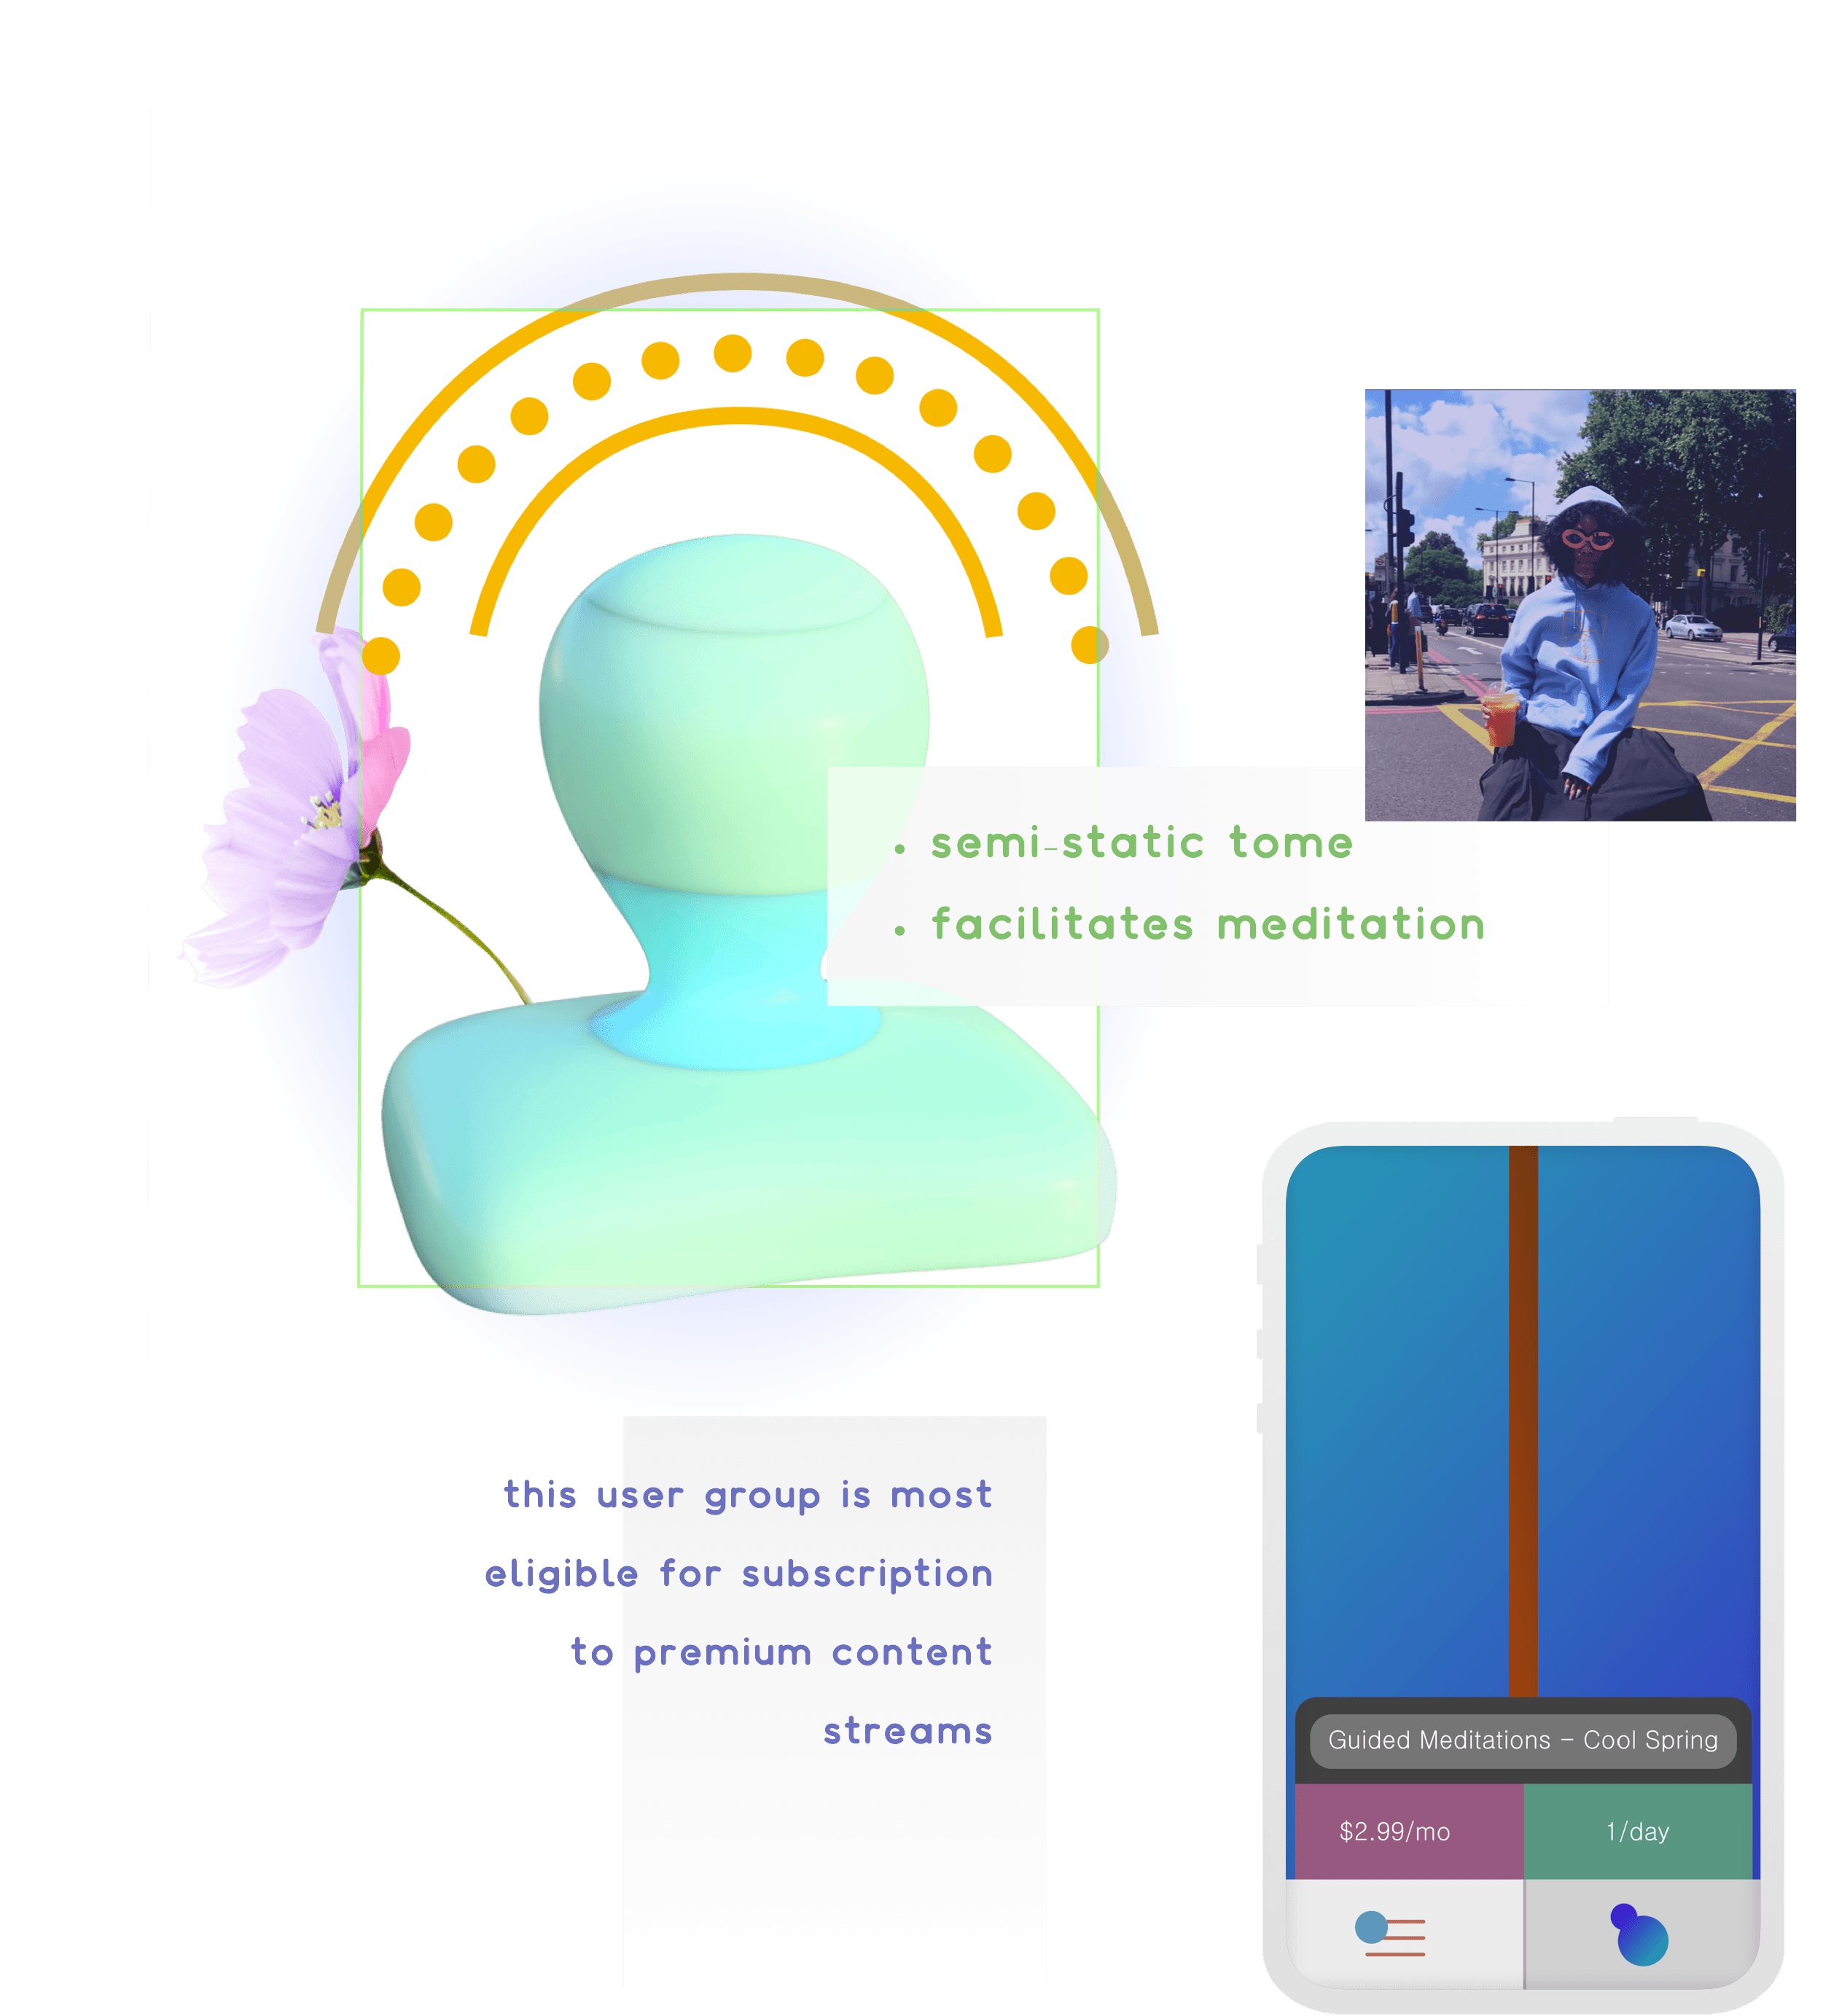 • semi-static tome
• facilitates meditation
this user group is most
eligible for subscription
to premium content
streams
Guided Meditations – Cool Spring
$2.99/mo
1/day